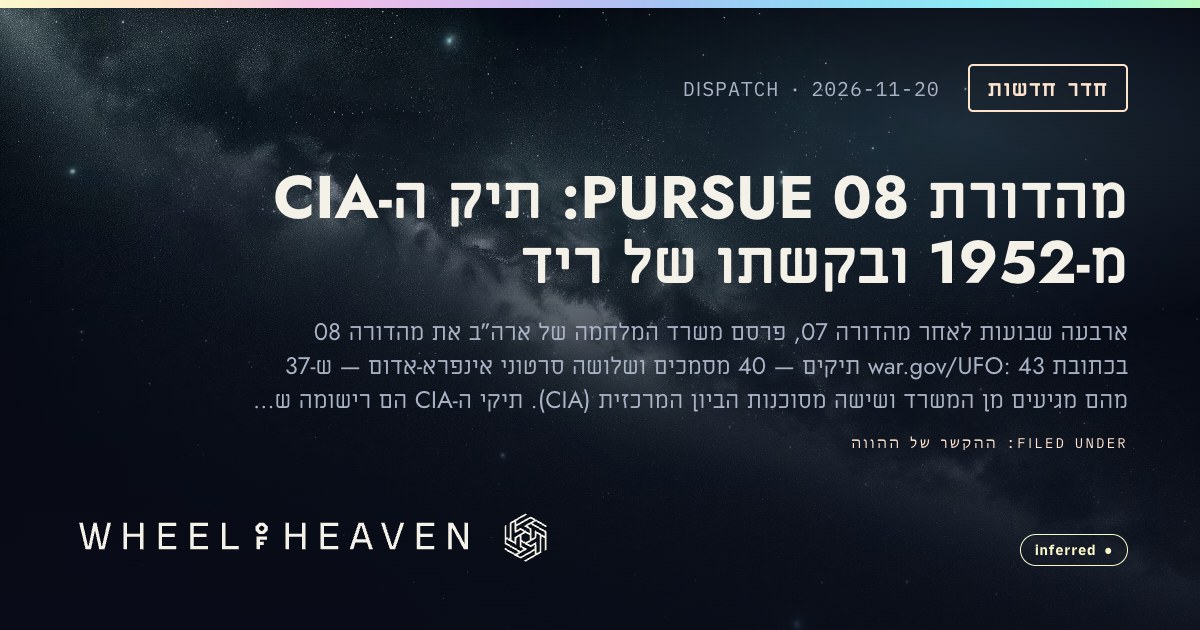 חדר חדשות
DISPATCH · 2026-11-20
מהדורת PURSUE 08: תיק ה-CIA
מ-1952 ובקשתו של ריד
ארבעה שבועות לאחר מהדורה 07, פרסם משרד המלחמה של ארה״ב את מהדורה 08
בכתובת war.gov/UFO: 43 תיקים — 40 מסמכים ושלושה סרטוני אינפרא-אדום — ש-37
מהם מגיעים מן המשרד ושישה מסוכנות הביון המרכזית (CIA). תיקי ה-CIA הם רישומה ש…
FILED UNDER: ההקשר של ההווה
WHEEL OF HEAVEN
inferred